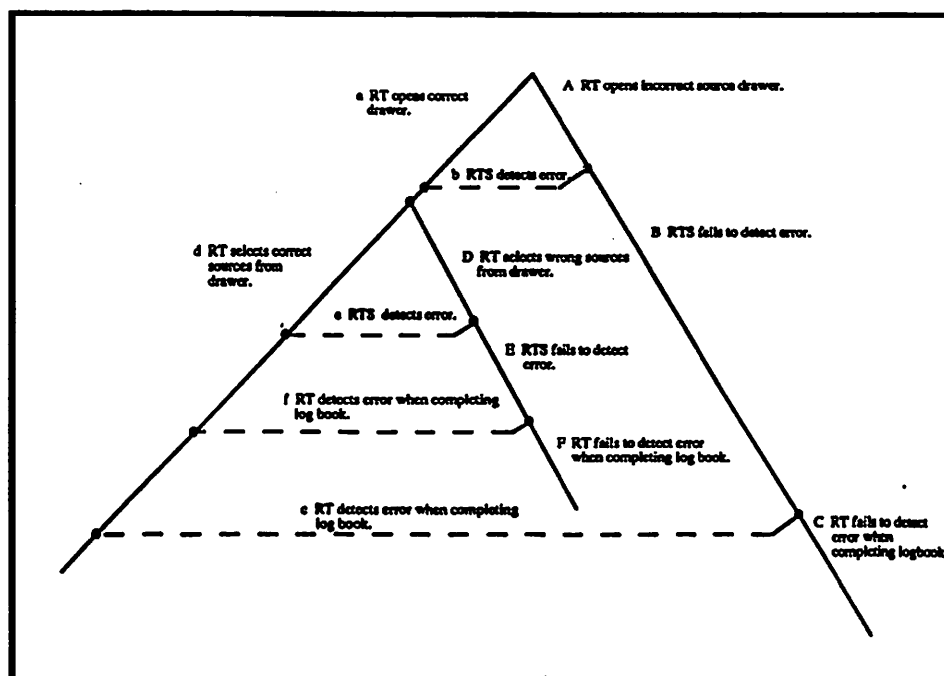 a RT opens correct
drawer.
A RT opens incorrect source drawer.
b RTS detects error.
B RTS fails to detect error.
d RT selects correct
sources from
drawer.
D RT selects wrong sources
from drawer.
e RTS detects error.
E RTS fails to detect
error.
f RT detects error when completing
log book.
F RT fails to detect error
when completing log book.
c RT detects error when completing
log book.
C RT fails to detect
error when
completing logbook.